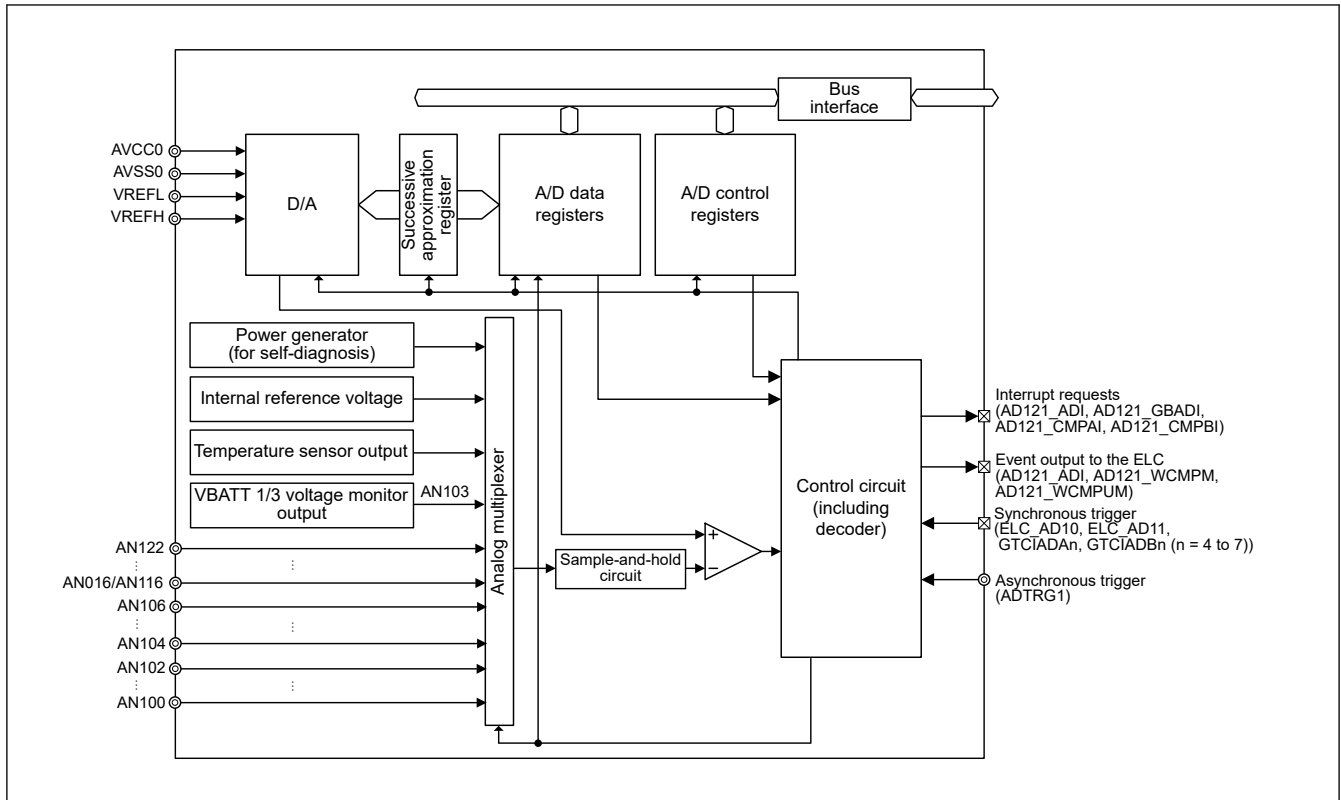 Bus
interface
AVCC0
AVSS0
VREFL
VREFH
D/A
Successive
approximation
register
A/D data
registers
A/D control
registers
Power generator
(for self-diagnosis)
Internal reference voltage
Temperature sensor output
VBATT 1/3 voltage monitor
output
AN103
AN122
AN016/AN116
AN106
AN104
AN102
AN100
Analog multiplexer
Sample-and-hold
circuit
+
−
Control circuit
(including
decoder)
Interrupt requests
(AD121_ADI, AD121_GBADI,
AD121_CMPAI, AD121_CMPBI)
Event output to the ELC
(AD121_ADI, AD121_WCMPM,
AD121_WCMPUM)
Synchronous trigger
(ELC_AD10, ELC_AD11,
GTCIADAn, GTCIADBn (n = 4 to 7))
Asynchronous trigger
(ADTRG1)